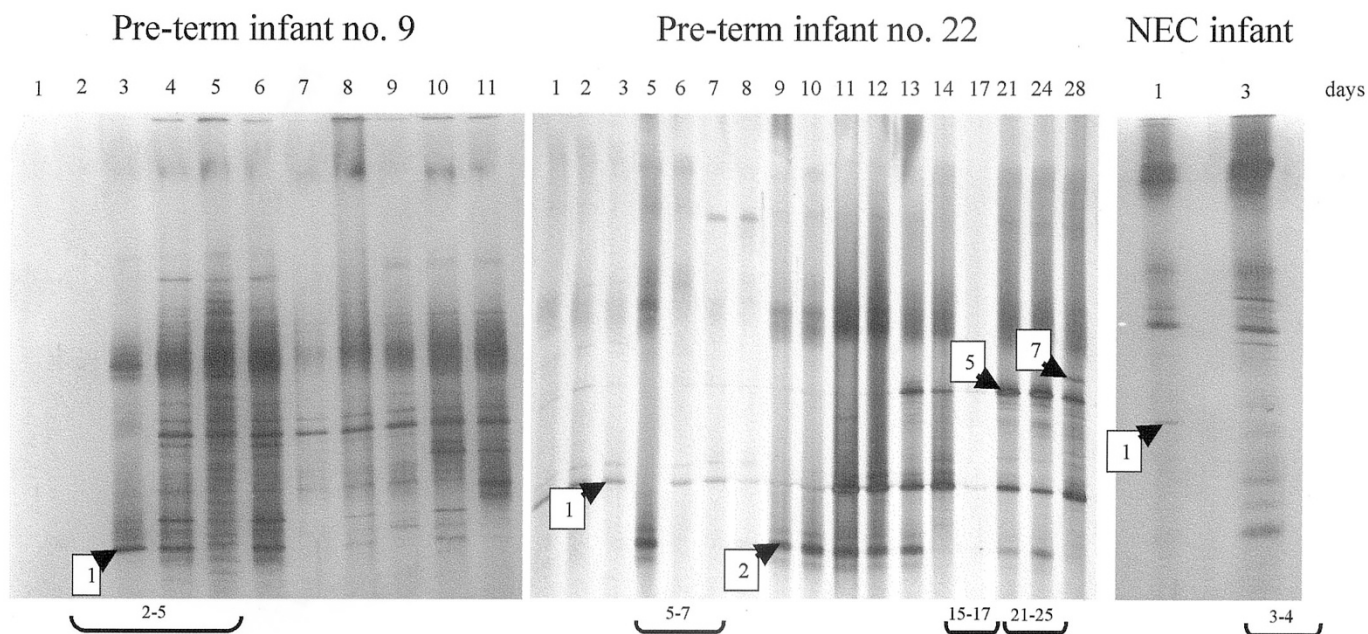 Pre-term infant no. 9 Pre-term infant no. 22 NEC infant
1 2 3 4 5 6 7 8 9 10 11 1 2 3 5 6 7 8 9 10 11 12 13 14 17 21 24 28 1 3 days
7
5
1
1
2
1
2-5 5-7 15-17 21-25 3-4